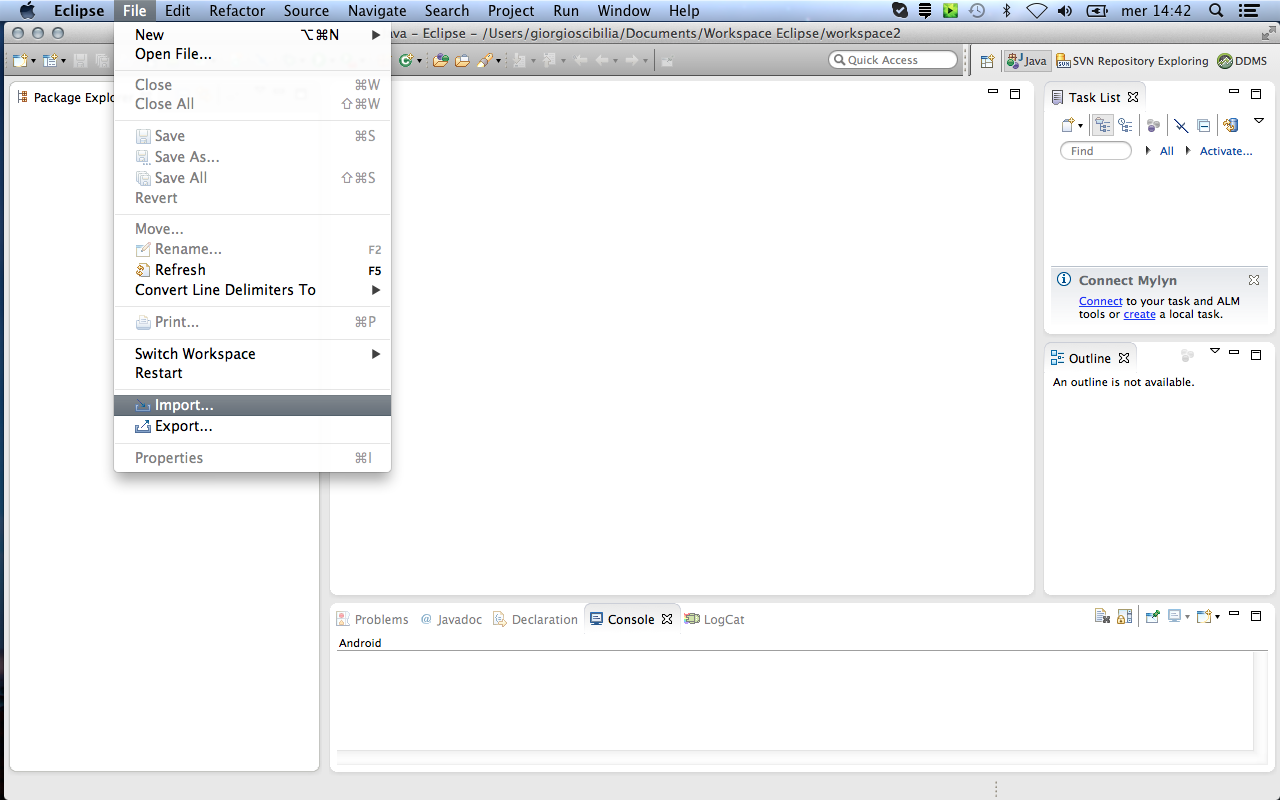 Eclipse File Edit Refactor Source Navigate Search Project Run Window Help mer 14:42
ava – Eclipse – /Users/giorgioscibilia/Documents/Workspace Eclipse/workspace2
New ⌥⌘N
Open File...
Close ⌘W
Close All ⇧⌘W
Save ⌘S
Save As...
Save All ⇧⌘S
Revert
Move...
Rename... F2
Refresh F5
Convert Line Delimiters To
Print... ⌘P
Switch Workspace
Restart
Import...
Export...
Properties ⌘I
Quick Access
Java SVN Repository Exploring DDMS
Package Explo
Task List
Find All Activate...
Connect Mylyn
Connect to your task and ALM
tools or create a local task.
Outline
An outline is not available.
Problems @ Javadoc Declaration Console LogCat
Android